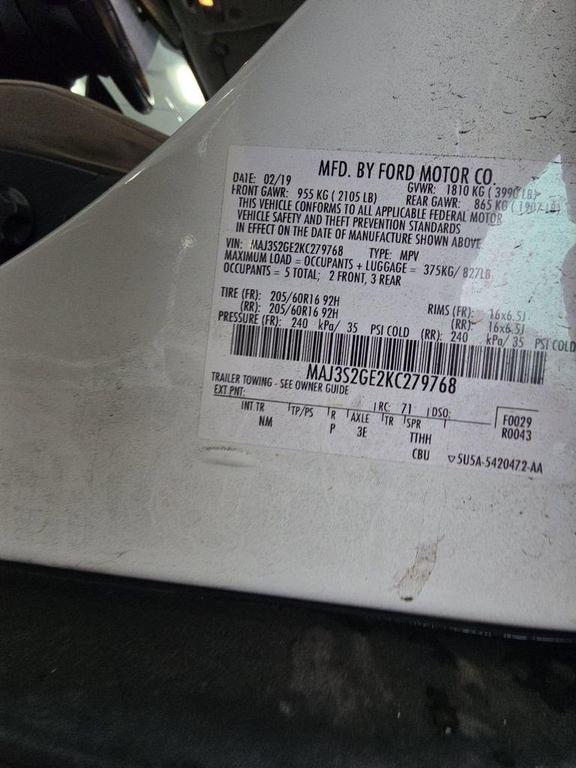 MFD. BY FORD MOTOR CO.
DATE: 02/19 GVWR: 1810 KG ( 3990 LB)
FRONT GAWR: 955 KG ( 2105 LB) REAR GAWR: 865 KG ( 1907 LB)
THIS VEHICLE CONFORMS TO ALL APPLICABLE FEDERAL MOTOR
VEHICLE SAFETY AND THEFT PREVENTION STANDARDS
IN EFFECT ON THE DATE OF MANUFACTURE SHOWN ABOVE
VIN: MAJ3S2GE2KC279768 TYPE: MPV
MAXIMUM LOAD = OCCUPANTS + LUGGAGE = 375KG/ 827LB
OCCUPANTS = 5 TOTAL; 2 FRONT, 3 REAR
TIRE (FR): 205/60R16 92H RIMS (FR): 16x6.5J
(RR): 205/60R16 92H (RR): 16x6.5J
PRESSURE (FR): 240 kPa/ 35 PSI COLD (RR): 240 kPa/ 35 PSI COLD
MAJ3S2GE2KC279768
TRAILER TOWING - SEE OWNER GUIDE
EXT PNT: RC: 71 DSO: F0029
INT TR TP/PS R AXLE TR SPR R0043
NM P 3E TTHH
CBU ▽5U5A-5420472-AA